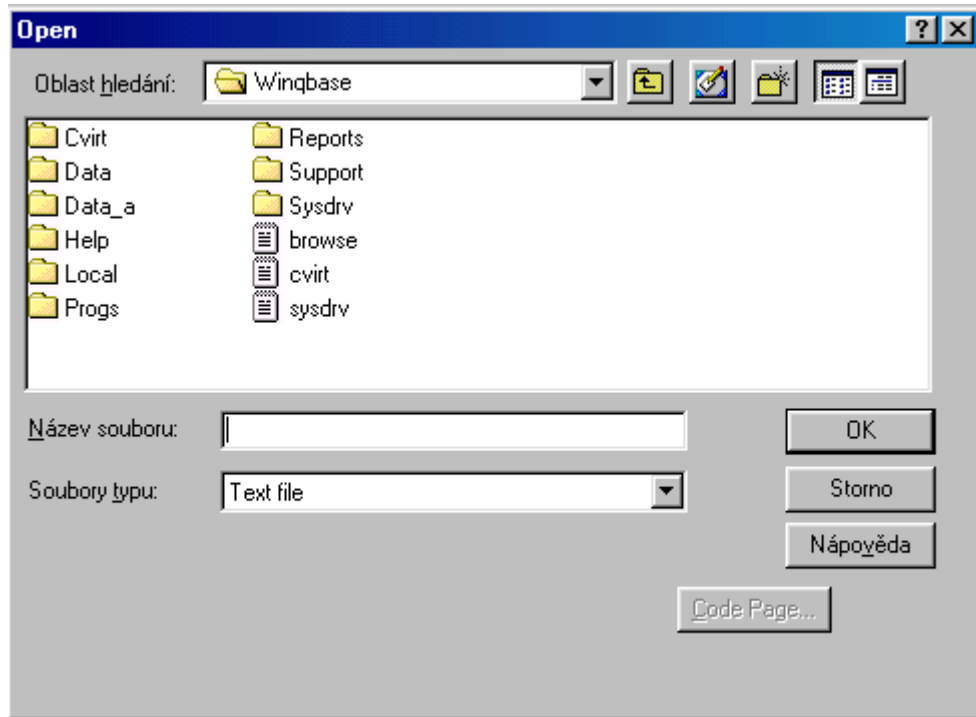 Open
Oblast hledání: Winqbase
Cvirt Reports
Data Support
Data_a Sysdrv
Help browse
Local cvirt
Progs sysdrv
Název souboru: OK
Soubory typu: Text file Storno
Nápověda
Code Page...